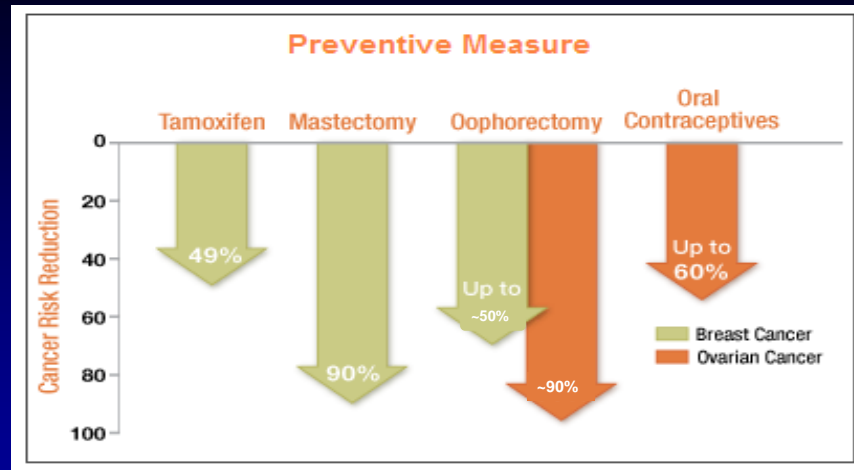 Preventive Measure
Tamoxifen
Mastectomy
Oophorectomy
Oral
Contraceptives
Cancer Risk Reduction
0
20
40
60
80
100
49%
90%
Up to
~50%
~90%
Up to
60%
Breast Cancer
Ovarian Cancer